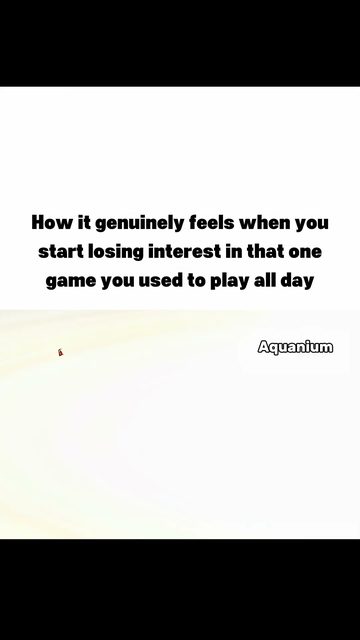 How it genuinely feels when you
start losing interest in that one
game you used to play all day
Aquanium